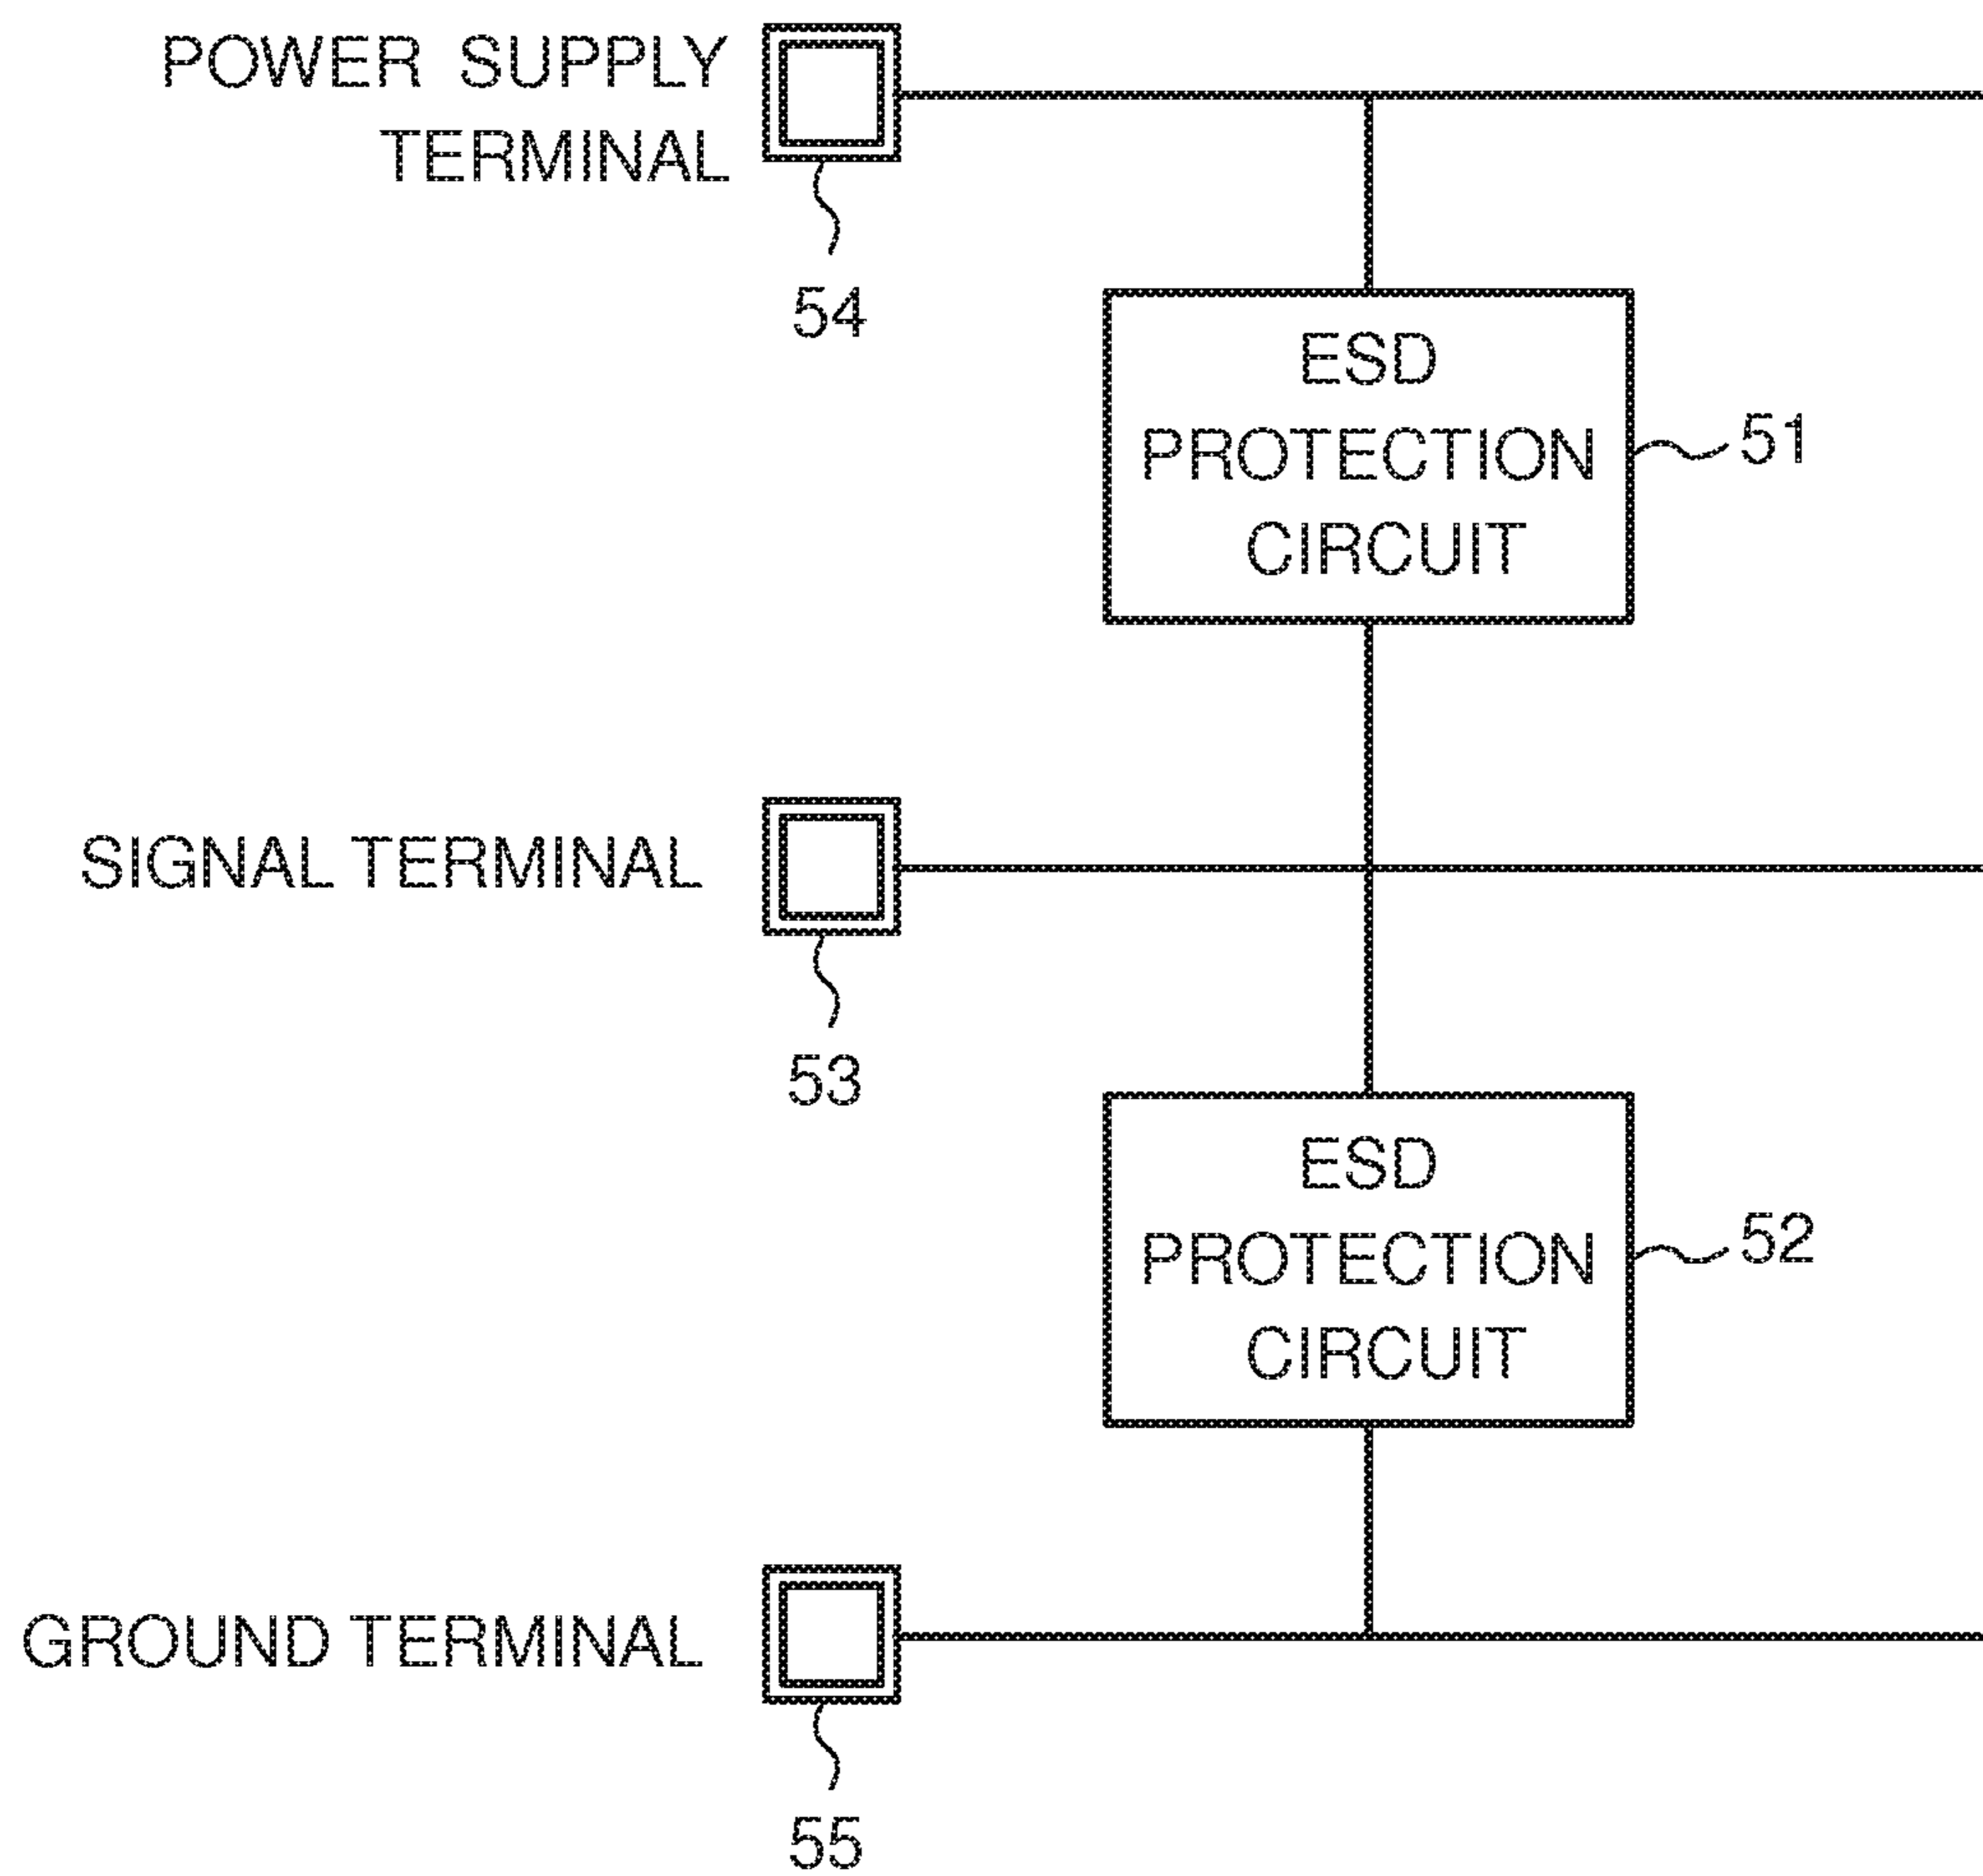 POWER SUPPLY
TERMINAL
54
ESD
PROTECTION
CIRCUIT
51
SIGNAL TERMINAL
53
ESD
PROTECTION
CIRCUIT
52
GROUND TERMINAL
55